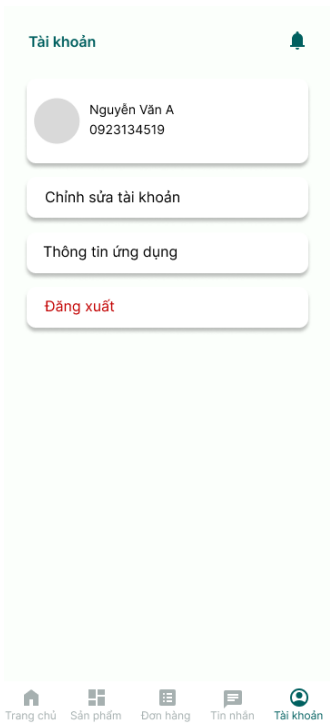 Tài khoản
Nguyễn Văn A
0923134519
Chỉnh sửa tài khoản
Thông tin ứng dụng
Đăng xuất
Trang chủ Sản phẩm Đơn hàng Tin nhắn Tài khoản